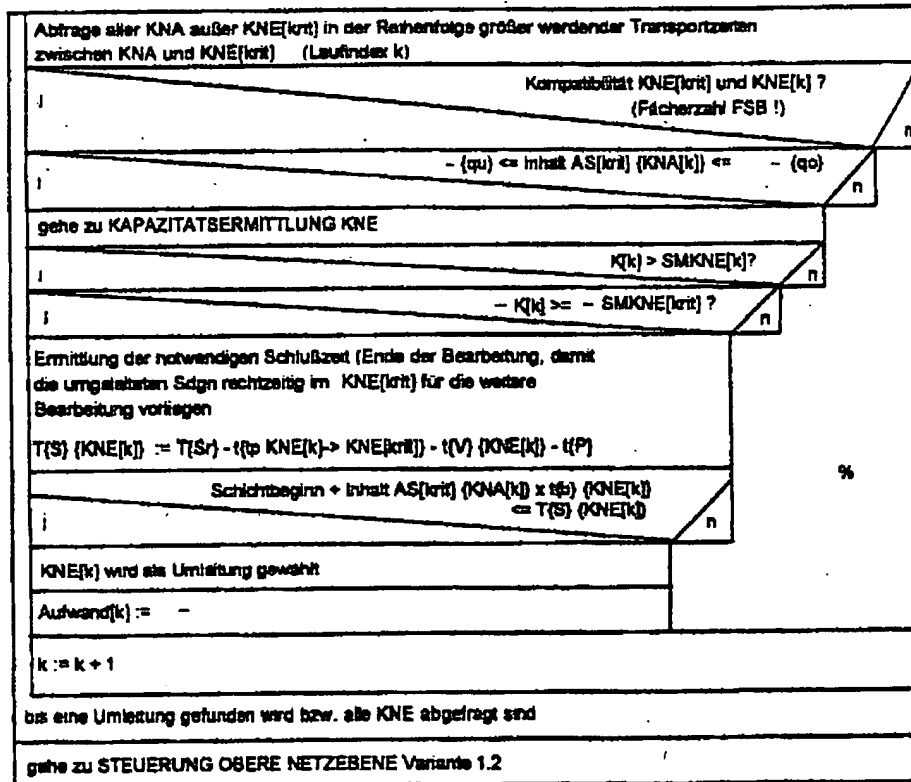 Abfrage aller KNA außer KNE[krit] in der Reihenfolge größer werdender Transportzeiten
zwischen KNA und KNE[krit] (Laufindex k)
Kompatibilität KNE[krit] und KNE[k] ?
(Fächerzahl FSB !)
j
n
– {qu} <= Inhalt AS[krit] {KNA[k]} <= – {qo}
j
n
gehe zu KAPAZITATSERMITTLUNG KNE
K[k] > SMKNE[k]?
j
n
– K[k] >= – SMKNE[krit] ?
j
n
Ermittlung der notwendigen Schlußzeit (Ende der Bearbeitung, damit
die umgeleiteten Sdgn rechtzeitig im KNE[krit] für die weitere
Bearbeitung vorliegen
T{S} {KNE[k]} := T{Sr} - t{tp KNE[k]-> KNE[krit]} - t{V} {KNE[k]} - t{P}
%
Schichtbeginn + Inhalt AS[krit] {KNA[k]} x t{b} {KNE[k]}
<= T{S} {KNE[k]}
j
n
KNE[k] wird als Umleitung gewählt
Aufwand[k] := –
k := k + 1
bis eine Umleitung gefunden wird bzw. alle KNE abgefragt sind
gehe zu STEUERUNG OBERE NETZEBENE Variante 1.2